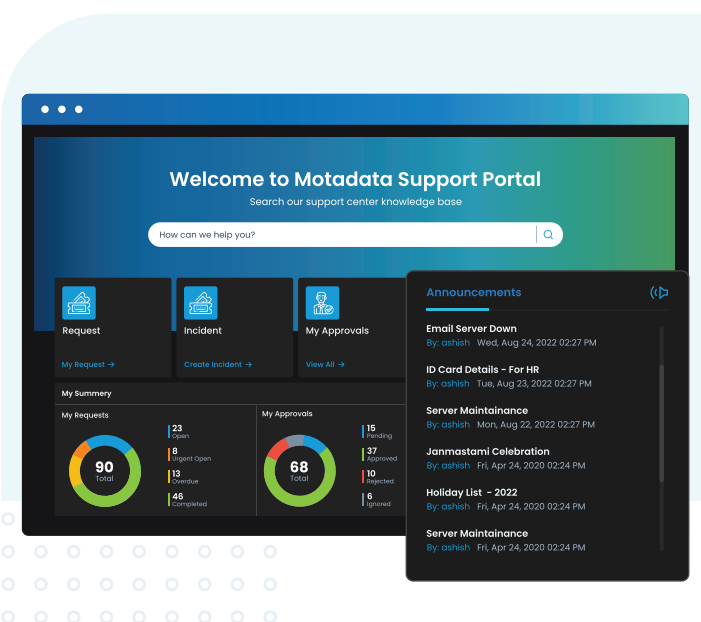 Welcome to Motadata Support Portal
Search our support center knowledge base
How can we help you?
Request
My Request →
Incident
Create Incident →
My Approvals
View All →
My Summery
My Requests
90
Total
23
Open
8
Urgent Open
13
Overdue
46
Completed
My Approvals
68
Total
15
Pending
37
Approved
10
Rejected
6
Ignored
Announcements
Email Server Down
By: ashish Wed, Aug 24, 2022 02:27 PM
ID Card Details - For HR
By: ashish Tue, Aug 23, 2022 02:27 PM
Server Maintainance
By: ashish Mon, Aug 22, 2022 02:27 PM
Janmastami Celebration
By: ashish Fri, Apr 24, 2020 02:24 PM
Holiday List - 2022
By: ashish Fri, Apr 24, 2020 02:24 PM
Server Maintainance
By: ashish Fri, Apr 24, 2020 02:24 PM